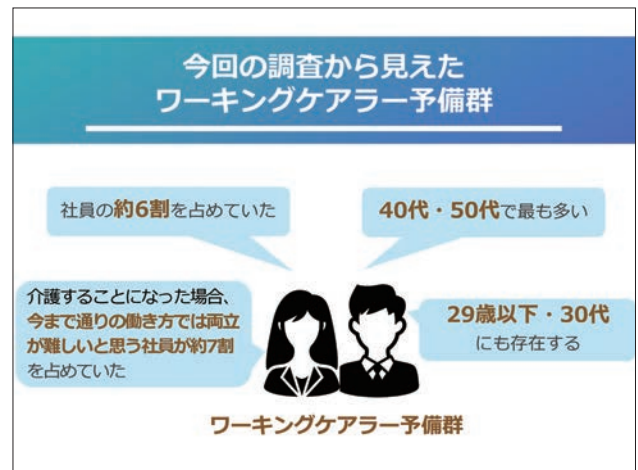 今回の調査から見えた
ワーキングケアラー予備群
社員の約6割を占めていた
40代・50代で最も多い
介護することになった場合、
今まで通りの働き方では両立
が難しいと思う社員が約7割
を占めていた
29歳以下・30代
にも存在する
ワーキングケアラー予備群